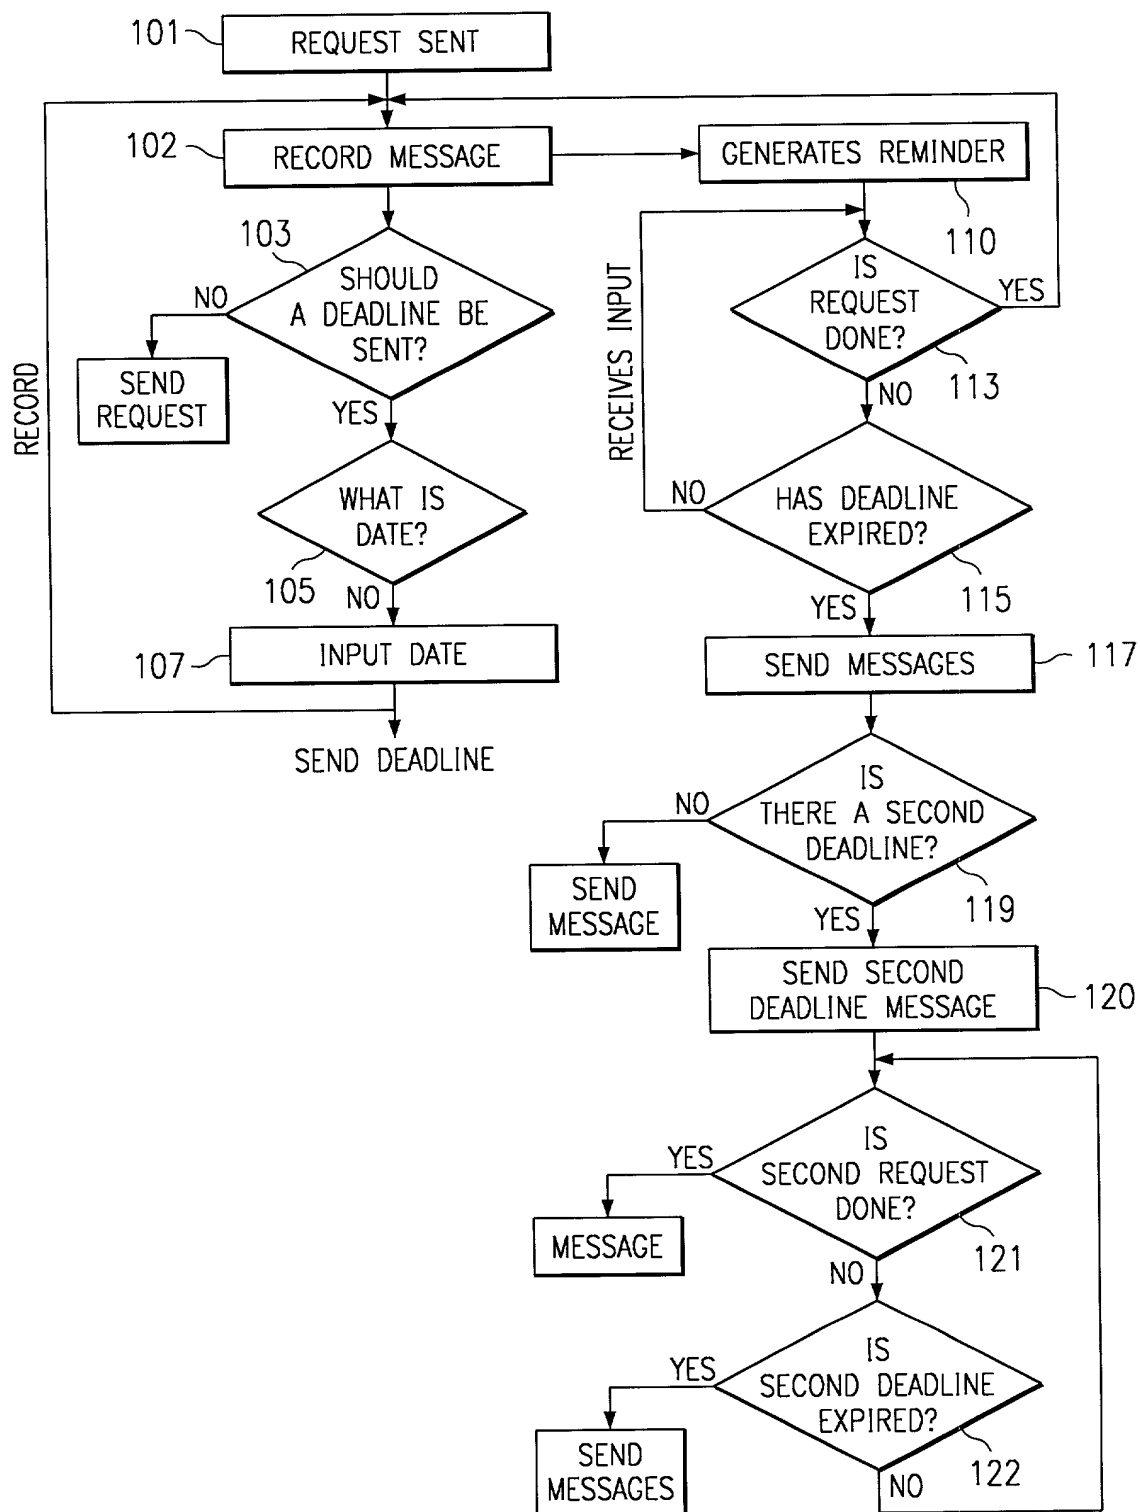 101
REQUEST SENT
102
RECORD MESSAGE
GENERATES REMINDER
110
103
SHOULD
A DEADLINE BE
SENT?
NO
SEND
REQUEST
YES
RECORD
WHAT IS
DATE?
105
NO
107
INPUT DATE
SEND DEADLINE
IS
REQUEST
DONE?
YES
113
NO
RECEIVES INPUT
HAS DEADLINE
EXPIRED?
NO
115
YES
SEND MESSAGES
117
IS
THERE A SECOND
DEADLINE?
NO
119
SEND
MESSAGE
YES
SEND SECOND
DEADLINE MESSAGE
120
IS
SECOND REQUEST
DONE?
YES
121
MESSAGE
NO
IS
SECOND DEADLINE
EXPIRED?
YES
122
SEND
MESSAGES
NO